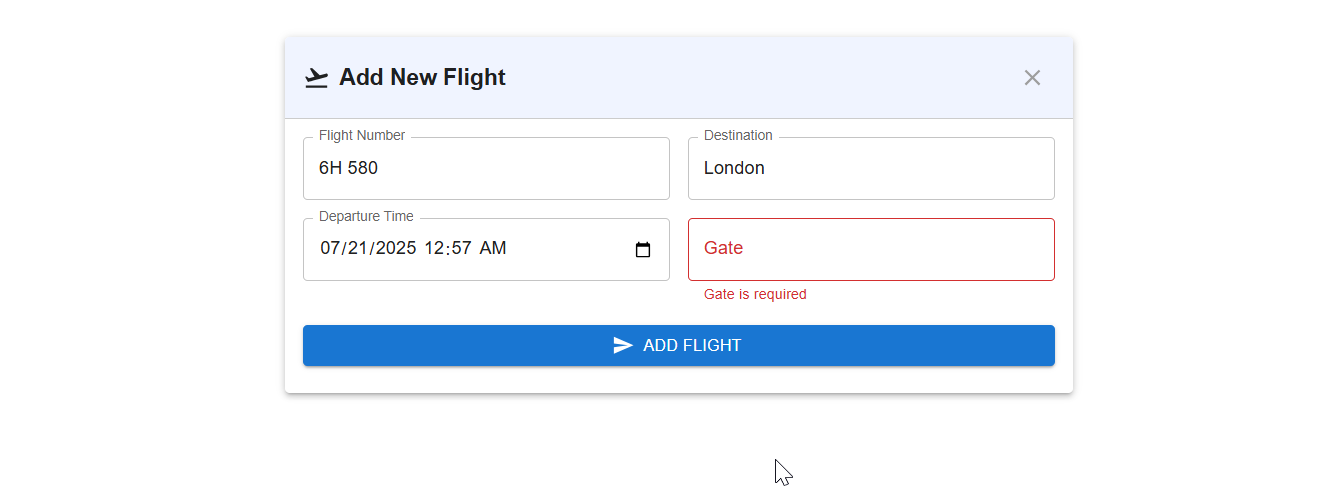 Add New Flight
Flight Number
6H 580
Destination
London
Departure Time
07/21/2025 12:57 AM
Gate
Gate is required
ADD FLIGHT